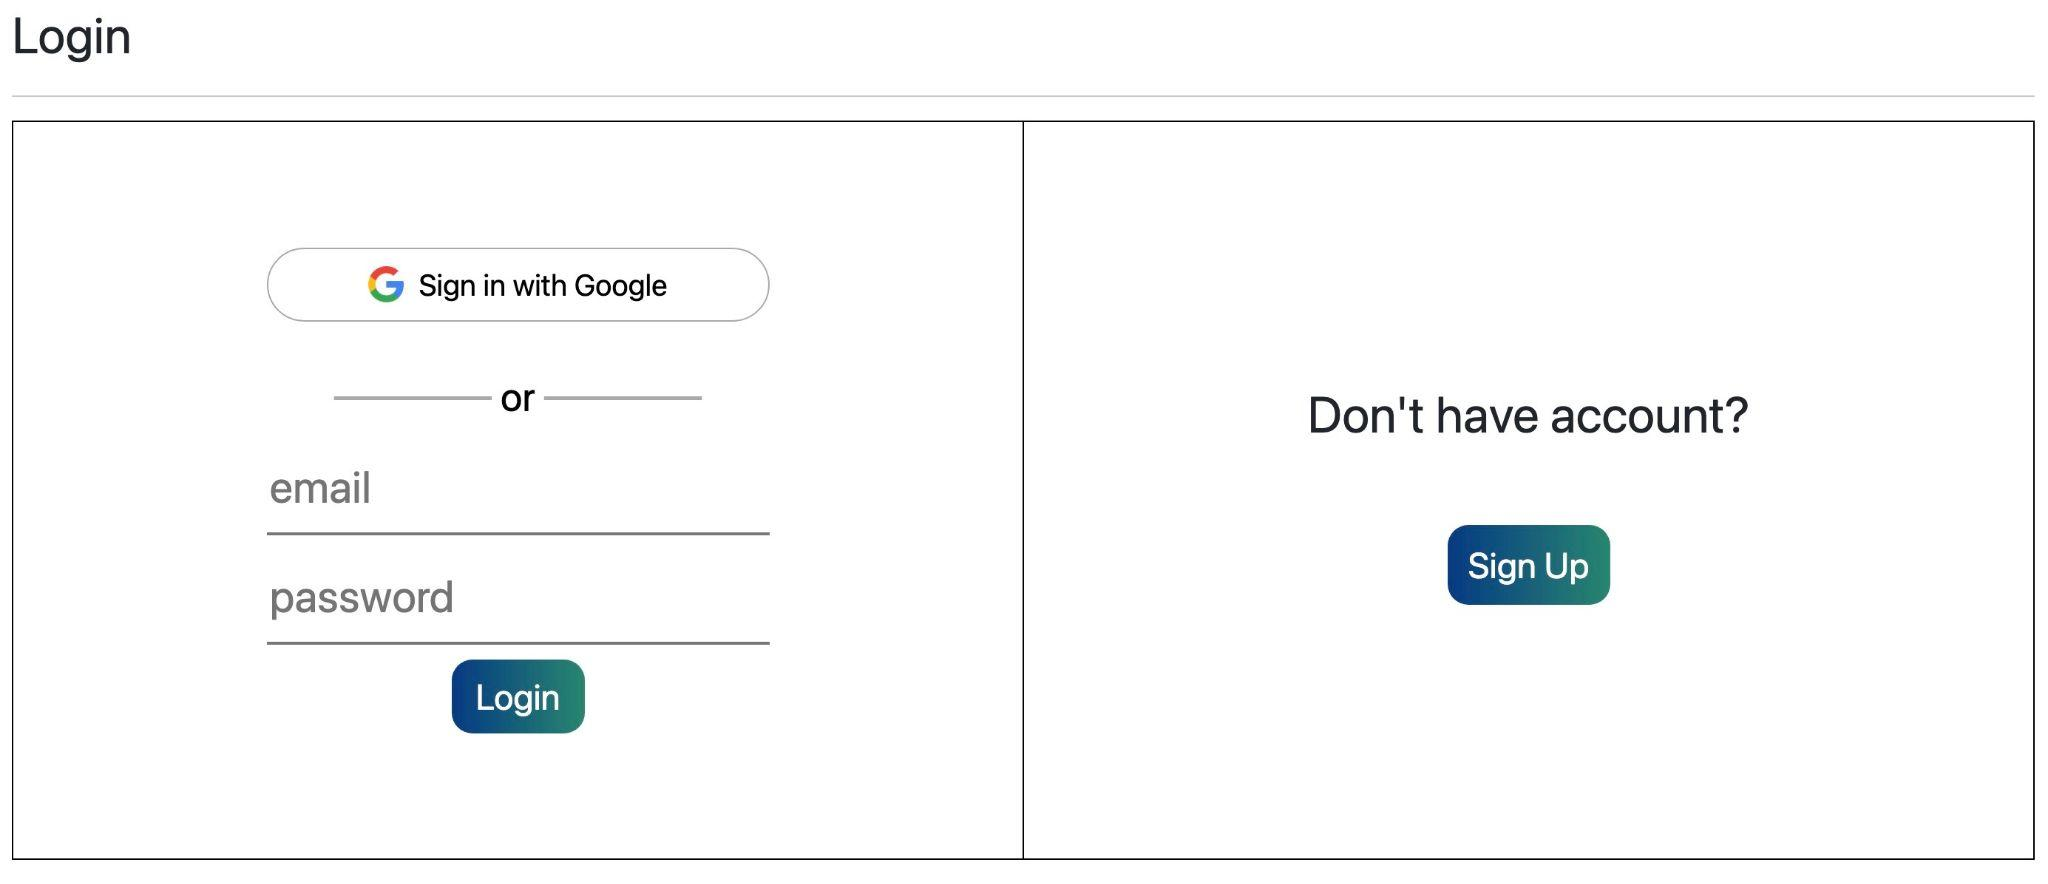 Login
Sign in with Google
or
email
password
Login
Don't have account?
Sign Up